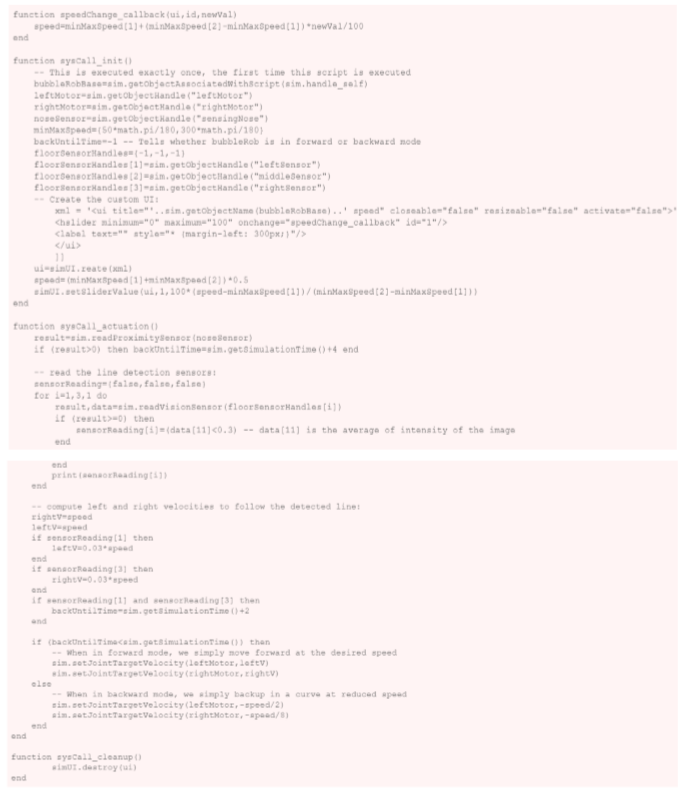 function speedChange_callback(ui,id,newVal)
speed=minMaxSpeed[1]+(minMaxSpeed[2]-minMaxSpeed[1])*newVal/100
end
function sysCall_init()
-- This is executed exactly once, the first time this script is executed
bubbleRobBase=sim.getObjectAssociatedWithScript(sim.handle_self)
leftMotor=sim.getObjectHandle("leftMotor")
rightMotor=sim.getObjectHandle("rightMotor")
noseSensor=sim.getObjectHandle("sensingNose")
minMaxSpeed={50*math.pi/180,300*math.pi/180}
backUntilTime=-1 -- Tells whether bubbleRob is in forward or backward mode
floorSensorHandles={-1,-1,-1}
floorSensorHandles[1]=sim.getObjectHandle("leftSensor")
floorSensorHandles[2]=sim.getObjectHandle("middleSensor")
floorSensorHandles[3]=sim.getObjectHandle("rightSensor")
-- Create the custom UI:
xml = '<ui title="'..sim.getObjectName(bubbleRobBase)..' speed" closeable="false" resizeable="false" activate="false">'
<hslider minimum="0" maximum="100" onchange="speedChange_callback" id="1"/>
<label text="" style="* {margin-left: 300px;}"/>
</ui>
]]
ui=simUI.create(xml)
speed=(minMaxSpeed[1]+minMaxSpeed[2])*0.5
simUI.setSliderValue(ui,1,100*(speed-minMaxSpeed[1])/(minMaxSpeed[2]-minMaxSpeed[1]))
end
function sysCall_actuation()
result=sim.readProximitySensor(noseSensor)
if (result>0) then backUntilTime=sim.getSimulationTime()+4 end
-- read the line detection sensors:
sensorReading={false,false,false}
for i=1,3,1 do
result,data=sim.readVisionSensor(floorSensorHandles[i])
if (result>=0) then
sensorReading[i]=(data[11]<0.3) -- data[11] is the average of intensity of the image
end
end
print(sensorReading[i])
end
-- compute left and right velocities to follow the detected line:
rightV=speed
leftV=speed
if sensorReading[1] then
leftV=0.03*speed
end
if sensorReading[3] then
rightV=0.03*speed
end
if sensorReading[1] and sensorReading[3] then
backUntilTime=sim.getSimulationTime()+2
end
if (backUntilTime<sim.getSimulationTime()) then
-- When in forward mode, we simply move forward at the desired speed
sim.setJointTargetVelocity(leftMotor,leftV)
sim.setJointTargetVelocity(rightMotor,rightV)
else
-- When in backward mode, we simply backup in a curve at reduced speed
sim.setJointTargetVelocity(leftMotor,-speed/2)
sim.setJointTargetVelocity(rightMotor,-speed/8)
end
end
function sysCall_cleanup()
simUI.destroy(ui)
end